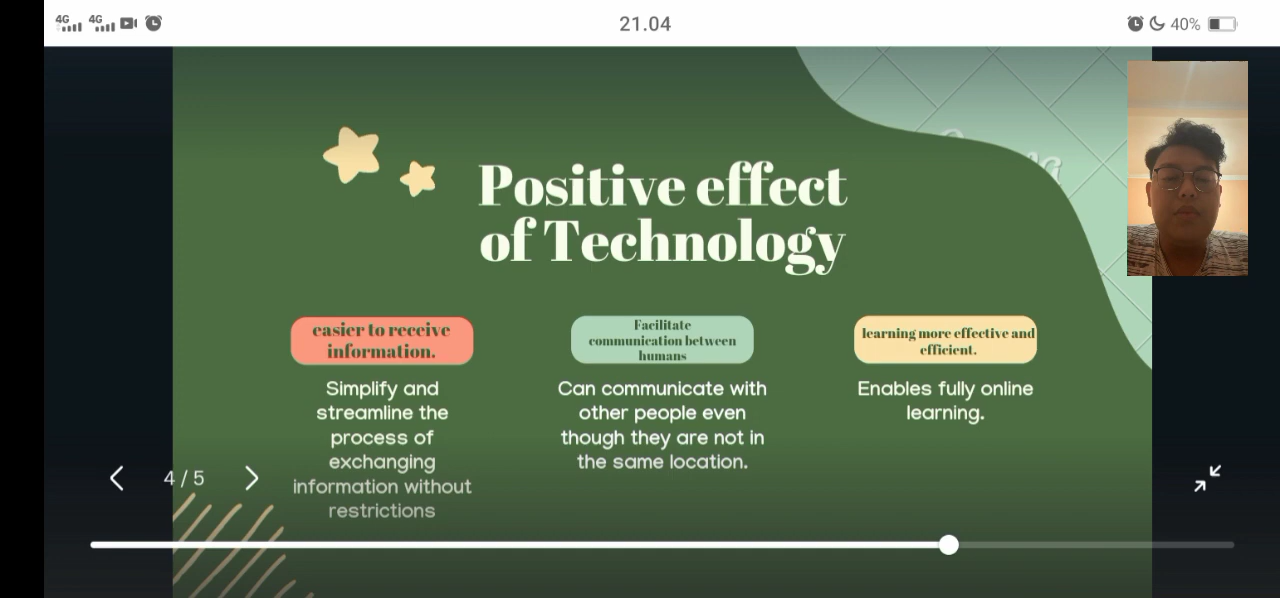 4G 4G 21.04 40%
Positive effect
of Technology
easier to receive
information.
Simplify and
streamline the
process of
exchanging
information without
restrictions
Facilitate
communication between
humans
Can communicate with
other people even
though they are not in
the same location.
learning more effective and
efficient.
Enables fully online
learning.
4 / 5